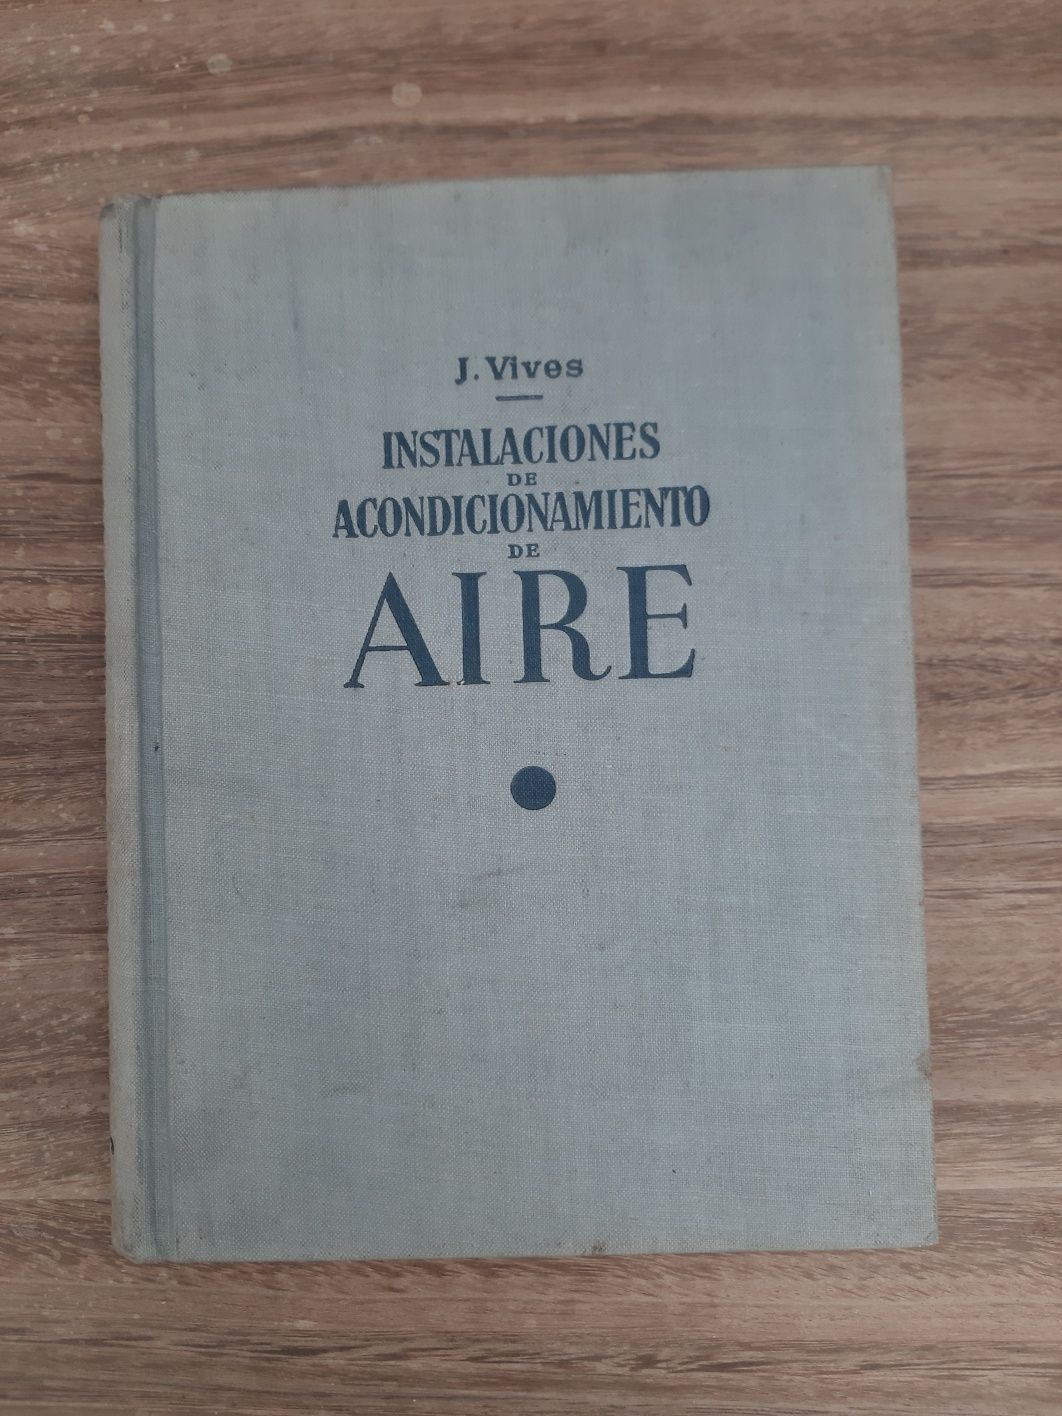 J. Vives
INSTALACIONES
DE
ACONDICIONAMIENTO
DE
AIRE